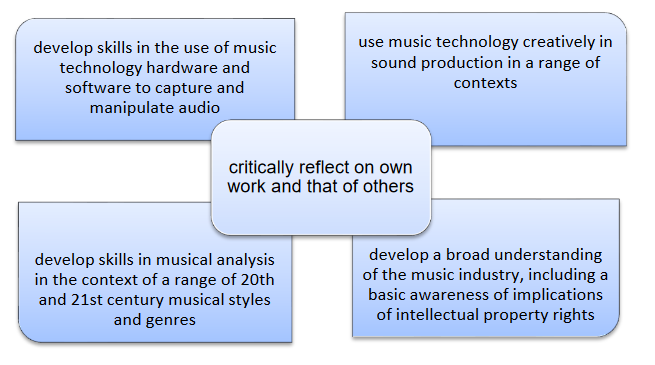 develop skills in the use of music
technology hardware and
software to capture and
manipulate audio
use music technology creatively in
sound production in a range of
contexts
critically reflect on own
work and that of others
develop skills in musical analysis
in the context of a range of 20th
and 21st century musical styles
and genres
develop a broad understanding
of the music industry, including a
basic awareness of implications
of intellectual property rights